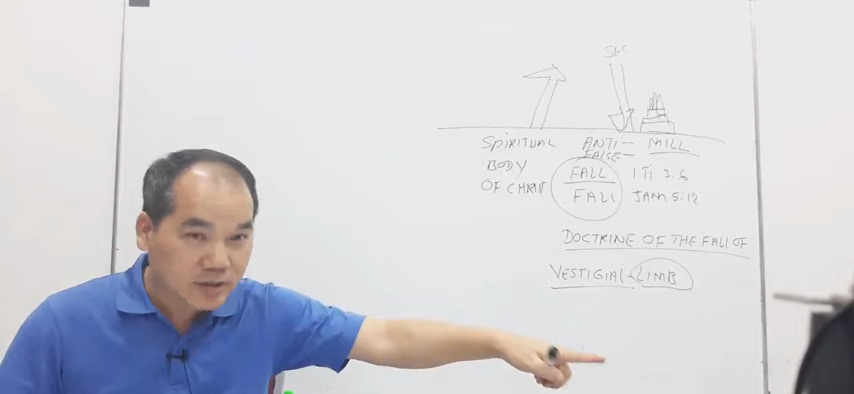 SEC
SPIRITUAL ANTI- MILL
BODY FALSE-
FALL 1 TI 3.6
OF CHRIST FALL JAM 5:12
DOCTRINE OF THE FALL OF
VESTIGIAL-LIMB